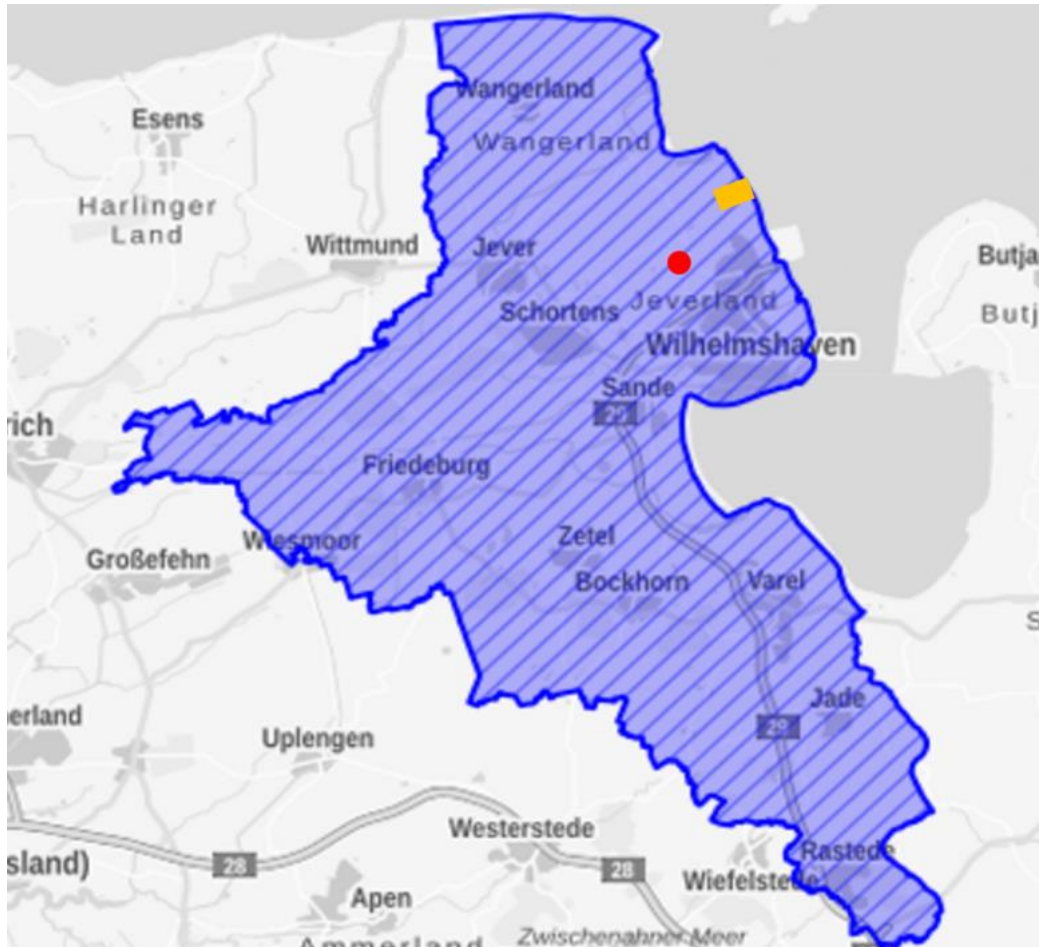 Wangerland
Esens
Wangerland
Harlinger
Land
Wittmund
Jever
Butja
Jeverland
Schortens
Butj
Wilhelmshaven
Sande
29
rich
Friedeburg
Zetel
Wiesmoor
Großefehn
Bockhorn
Varel
S
Jade
erland
29
Uplengen
Westerstede
Rastede
sland)
28
28
Wiefelstede
Apen
Zwischenahner Meer
Ammerland